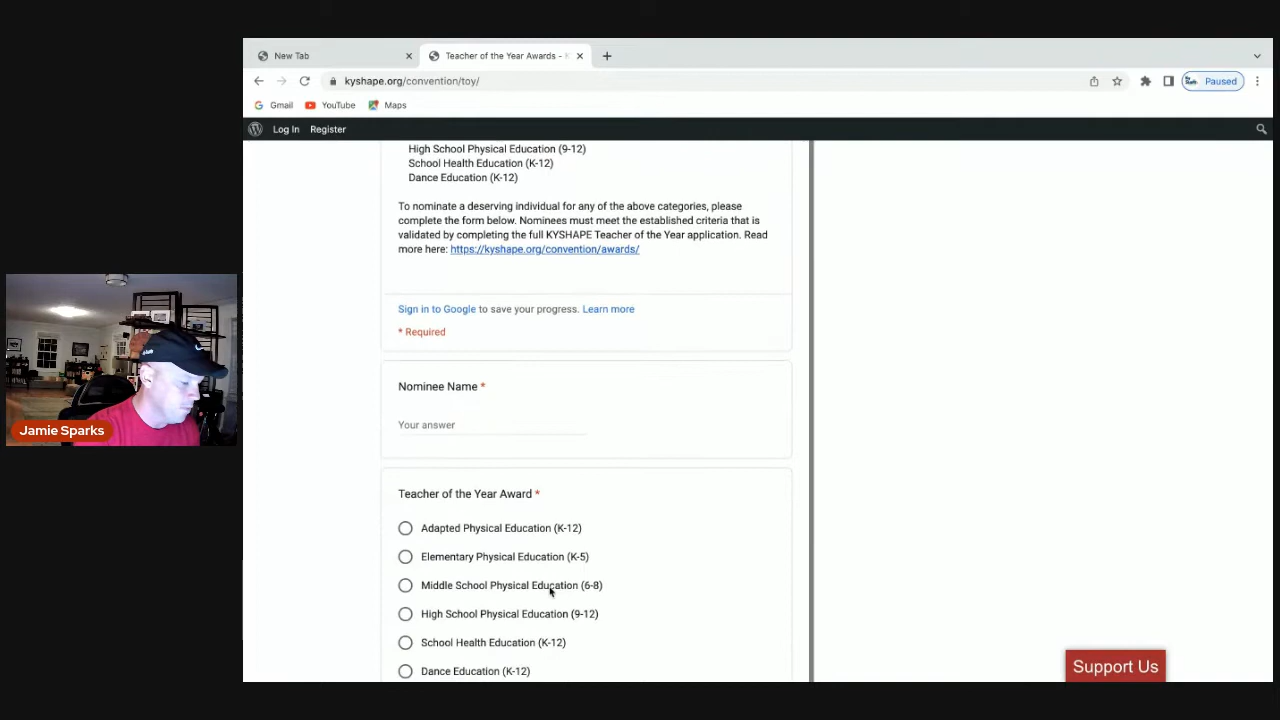 New Tab
Teacher of the Year Awards - K
kyshape.org/convention/toy/
Paused
Gmail
YouTube
Maps
Log In
Register
High School Physical Education (9-12)
School Health Education (K-12)
Dance Education (K-12)
To nominate a deserving individual for any of the above categories, please
complete the form below. Nominees must meet the established criteria that is
validated by completing the full KYSHAPE Teacher of the Year application. Read
more here: https://kyshape.org/convention/awards/
Sign in to Google to save your progress. Learn more
* Required
Nominee Name *
Your answer
Teacher of the Year Award *
Adapted Physical Education (K-12)
Elementary Physical Education (K-5)
Middle School Physical Education (6-8)
High School Physical Education (9-12)
School Health Education (K-12)
Dance Education (K-12)
Support Us
Jamie Sparks